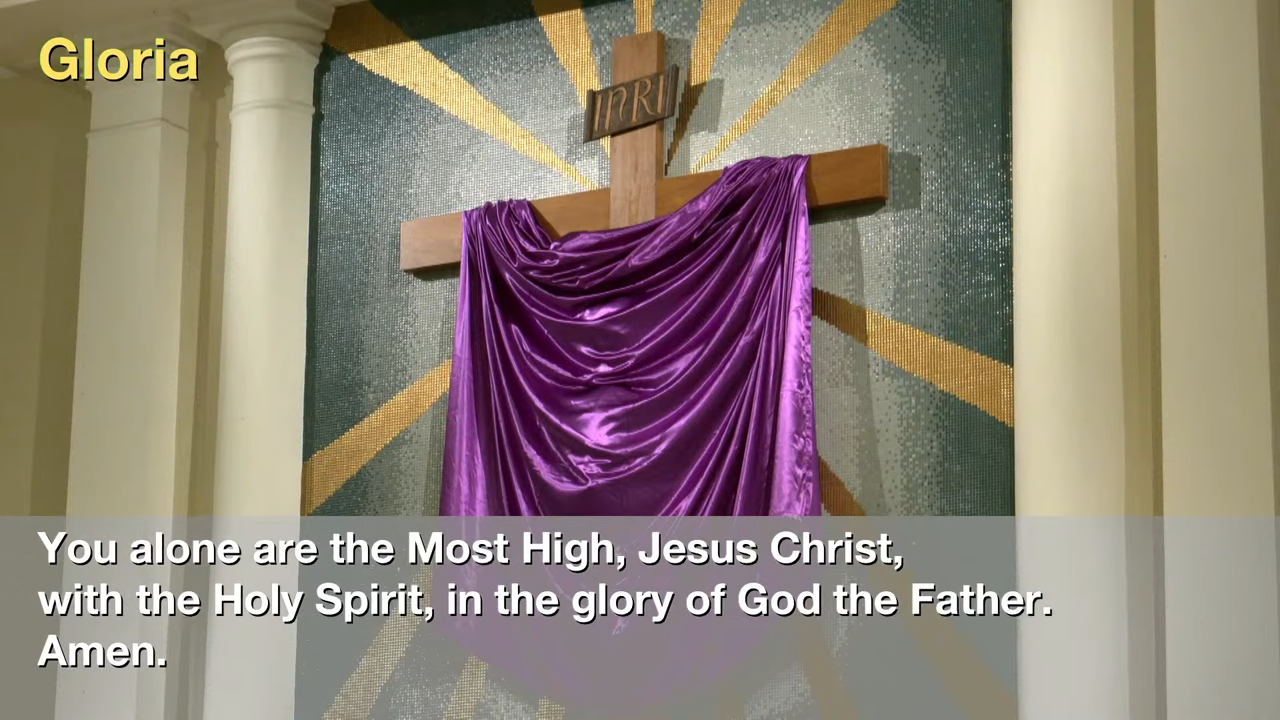 Gloria
INRI
You alone are the Most High, Jesus Christ,
with the Holy Spirit, in the glory of God the Father.
Amen.